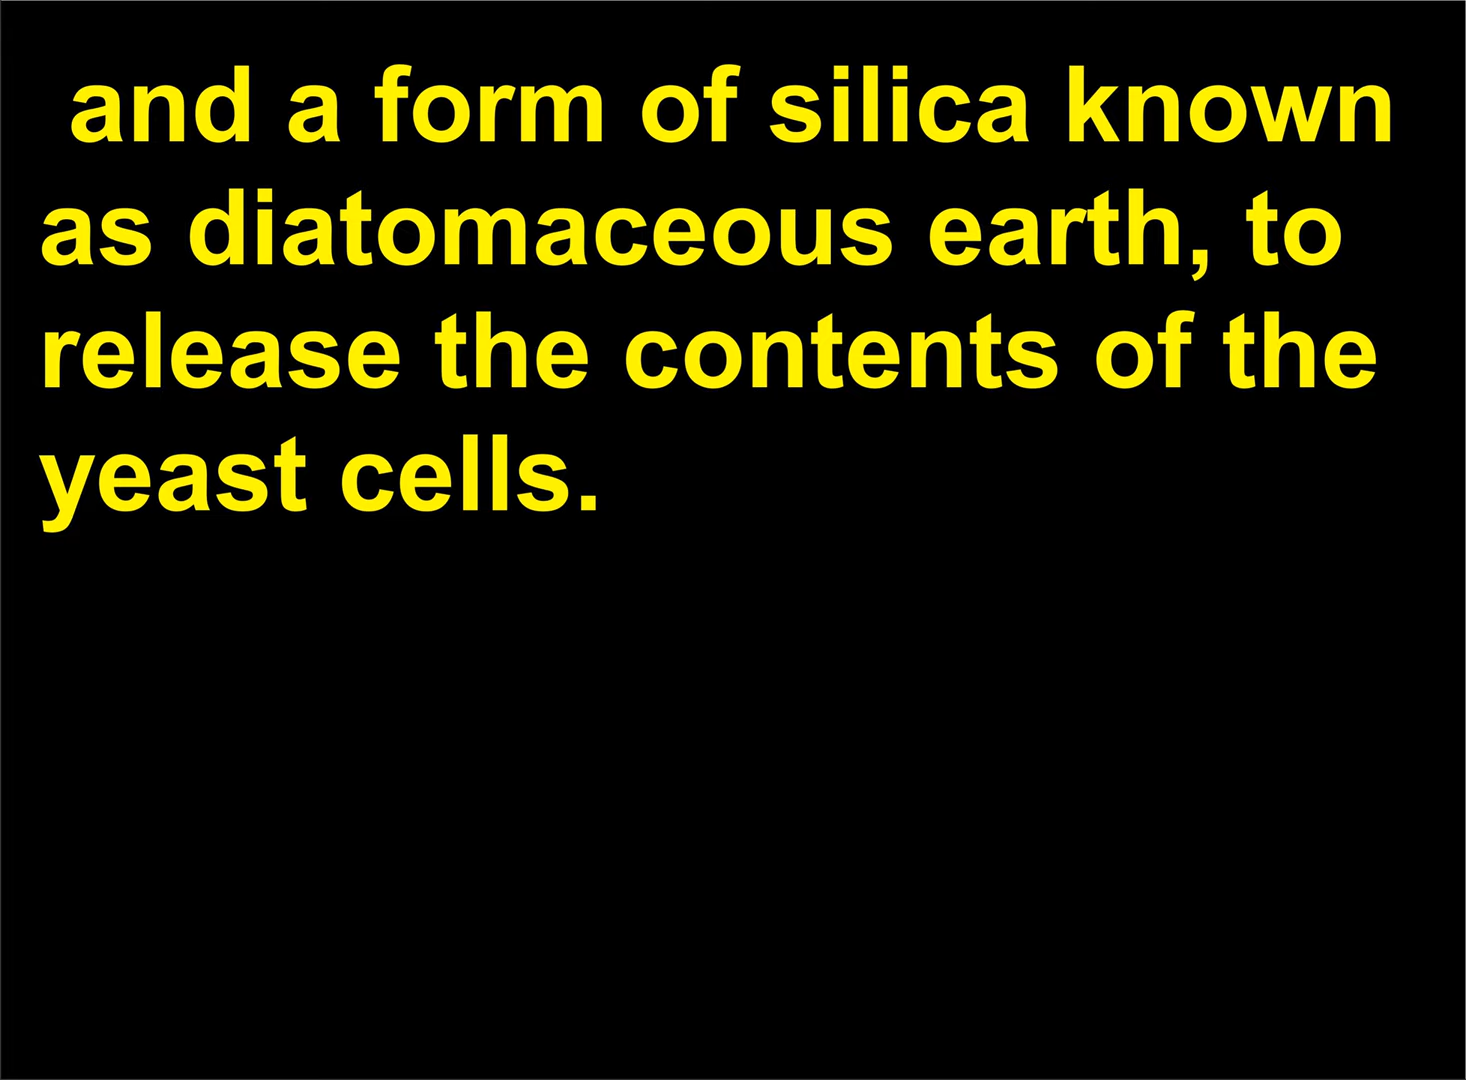 and a form of silica known
as diatomaceous earth, to
release the contents of the
yeast cells.